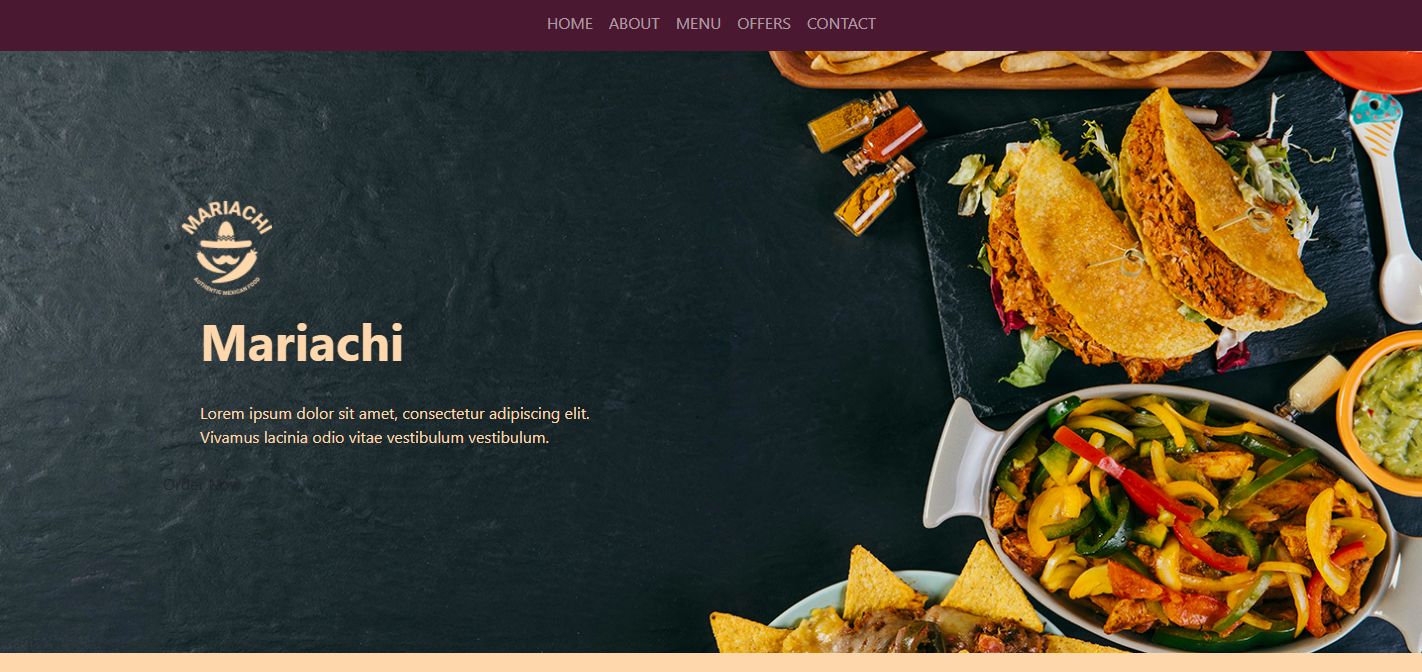 HOME ABOUT MENU OFFERS CONTACT
MARIACHI
AUTHENTIC MEXICAN FOOD
Mariachi
Lorem ipsum dolor sit amet, consectetur adipiscing elit.
Vivamus lacinia odio vitae vestibulum vestibulum.
Order Now